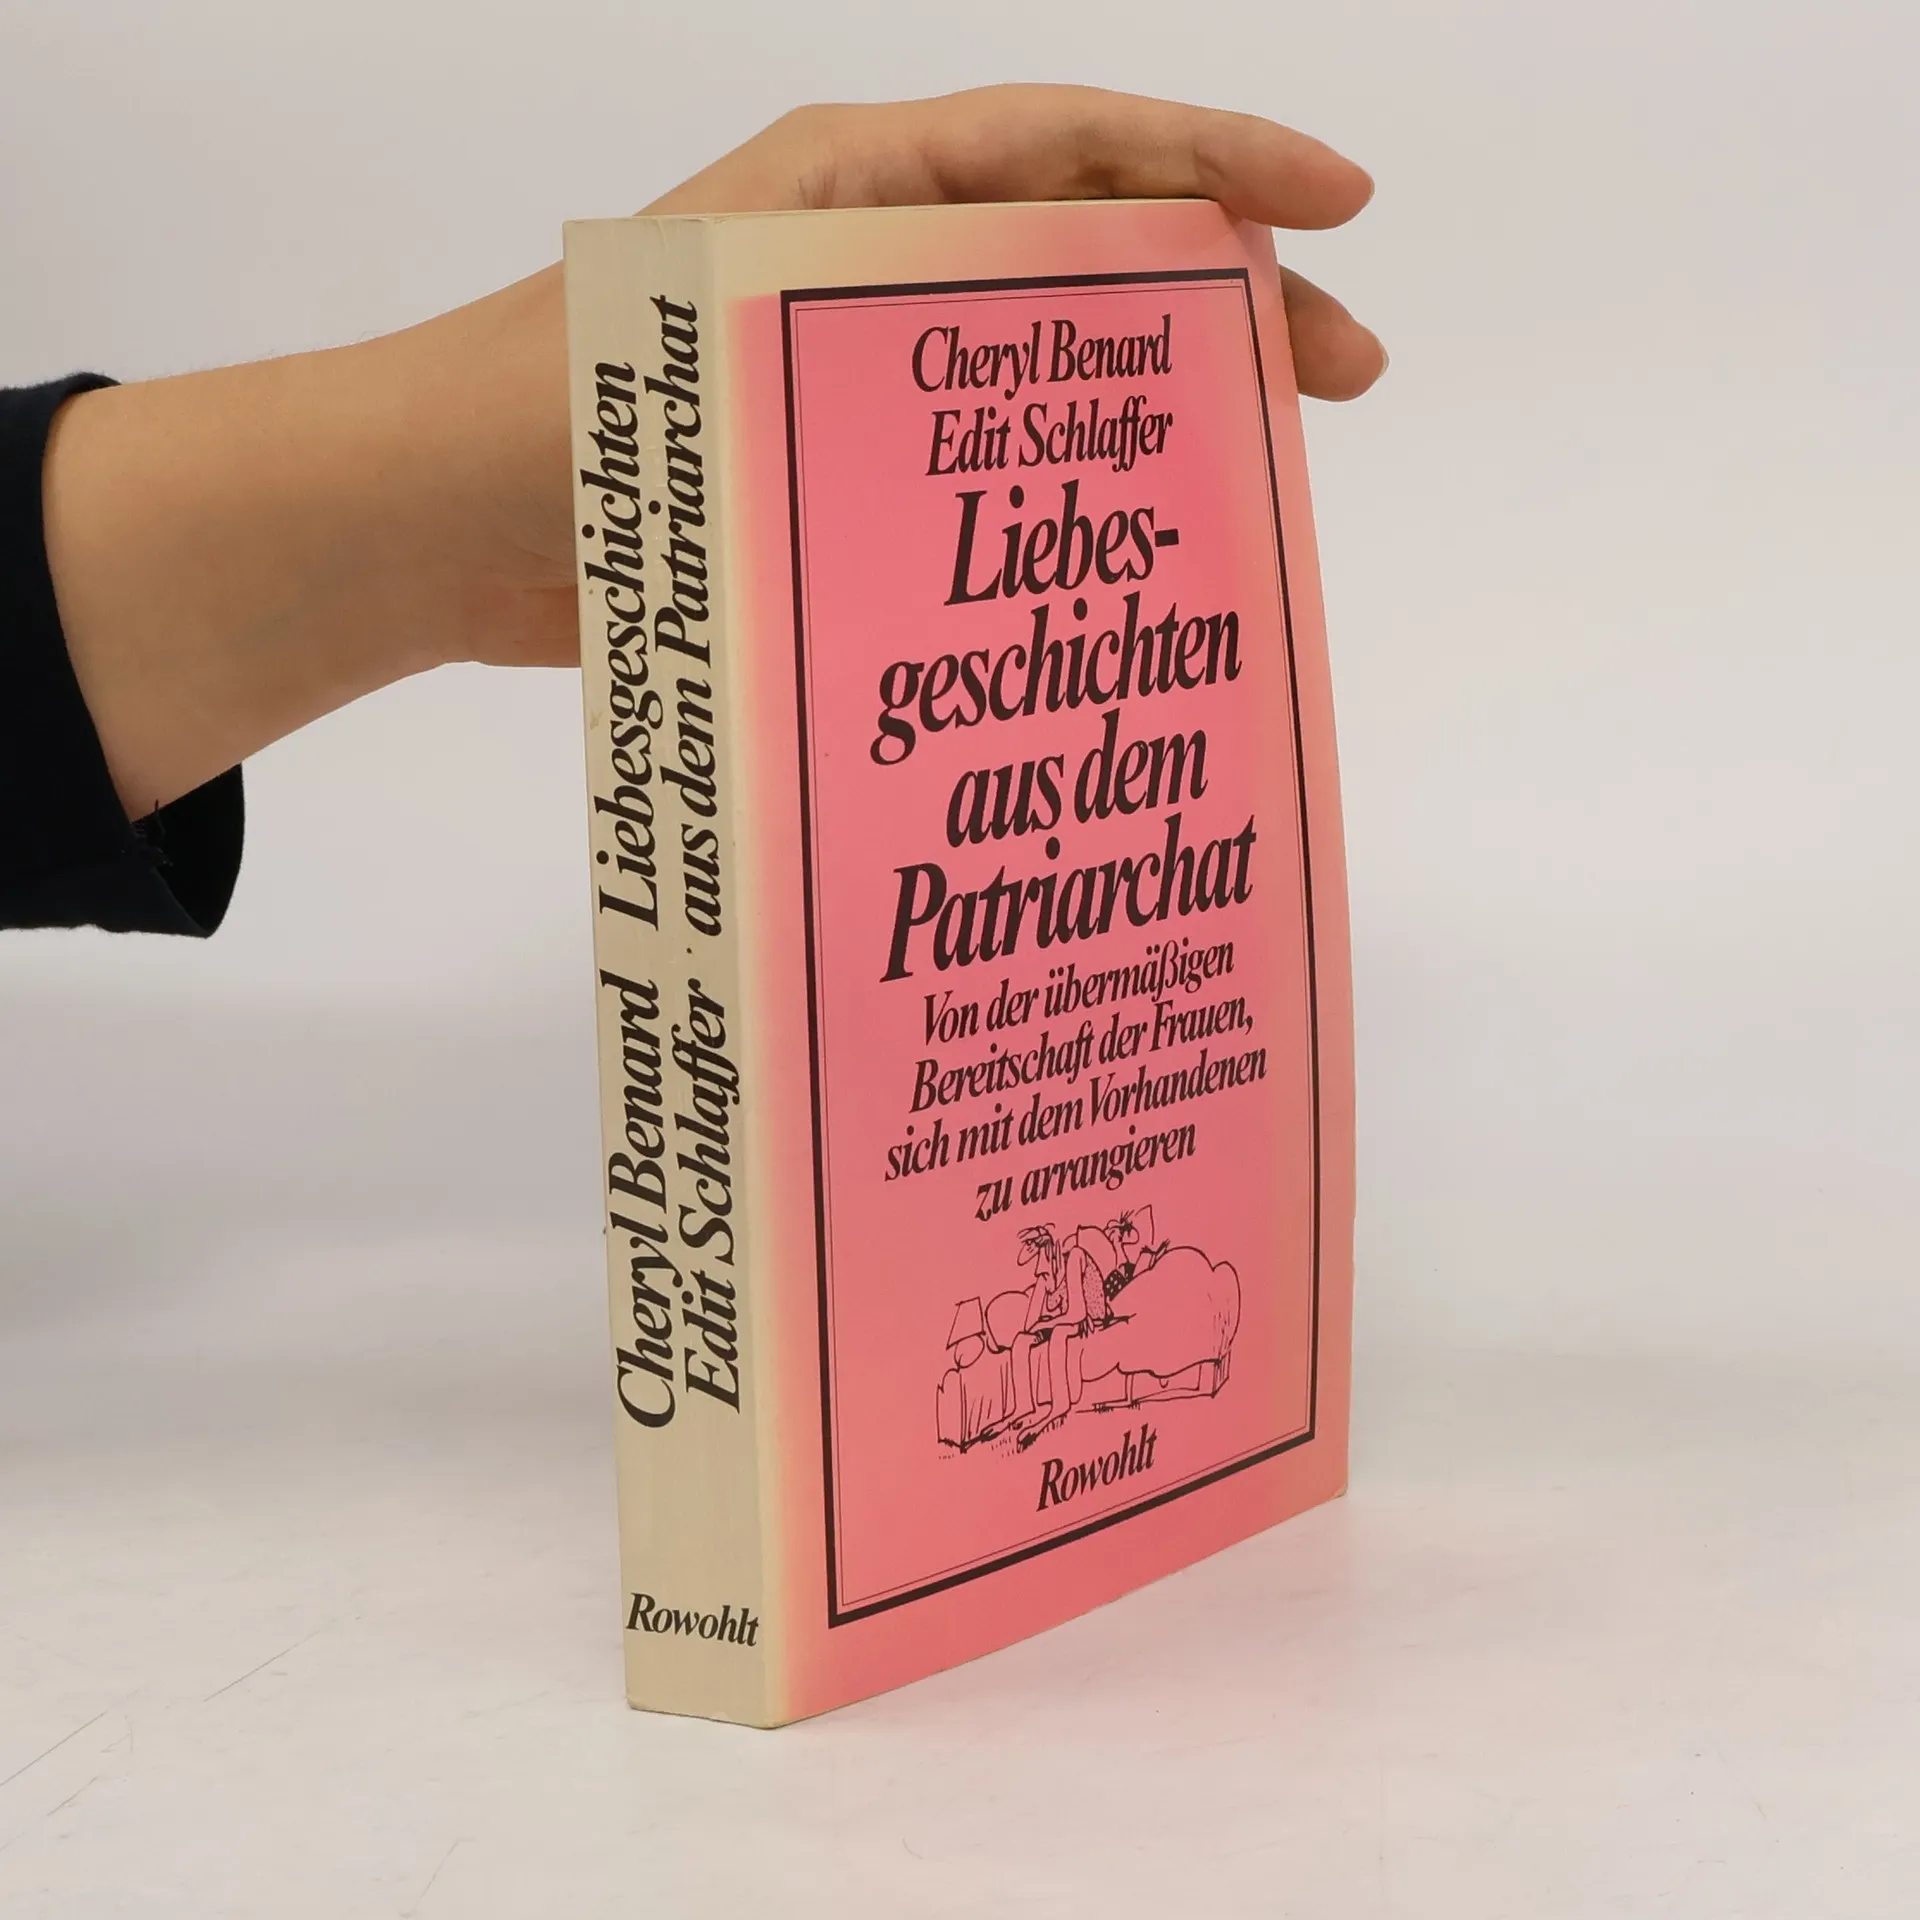 Cheryl Benard Liebesgeschichten
Edit Schlaffer · aus dem Patriarchat
Rowohlt
Cheryl Benard
Edit Schlaffer
Liebes-
geschichten
aus dem
Patriarchat
Von der übermäßigen
Bereitschaft der Frauen,
sich mit dem Vorhandenen
zu arrangieren
Rowohlt